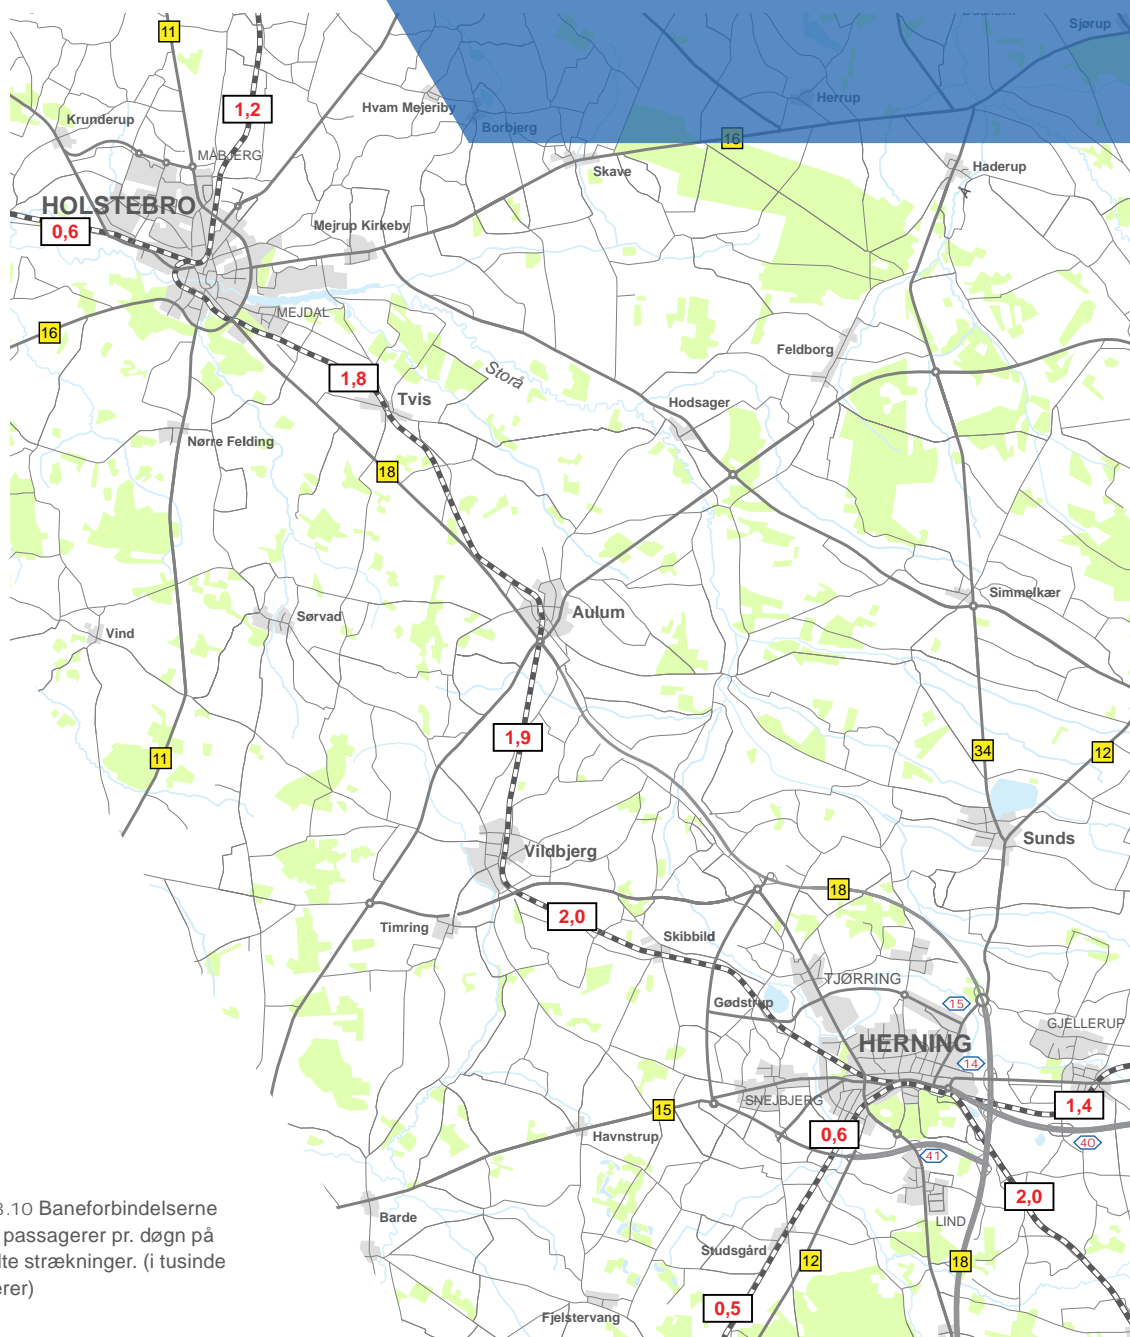 Sjørup
11
Hvam Mejeriby
Herrup
1,2
Krunderup
Borbjerg
16
MÅBJERG
Skave
Haderup
HOLSTEBRO
0,6
Mejrup Kirkeby
MEJDAL
16
Feldborg
Storå
1,8
Tvis
Hodsager
Nørre Felding
18
Simmelkær
Aulum
Sørvad
Vind
1,9
34
12
11
Sunds
Vildbjerg
18
2,0
Timring
Skibbild
TJØRRING
Gødstrup
15
GJELLERUP
HERNING
14
SNEJBJERG
1,4
15
0,6
Havnstrup
40
41
2,0
Barde
LIND
Studsgård
12
18
0,5
Fjelstervang
3.10 Baneforbindelserne
passagerer pr. døgn på
lte strækninger. (i tusinde
erer)